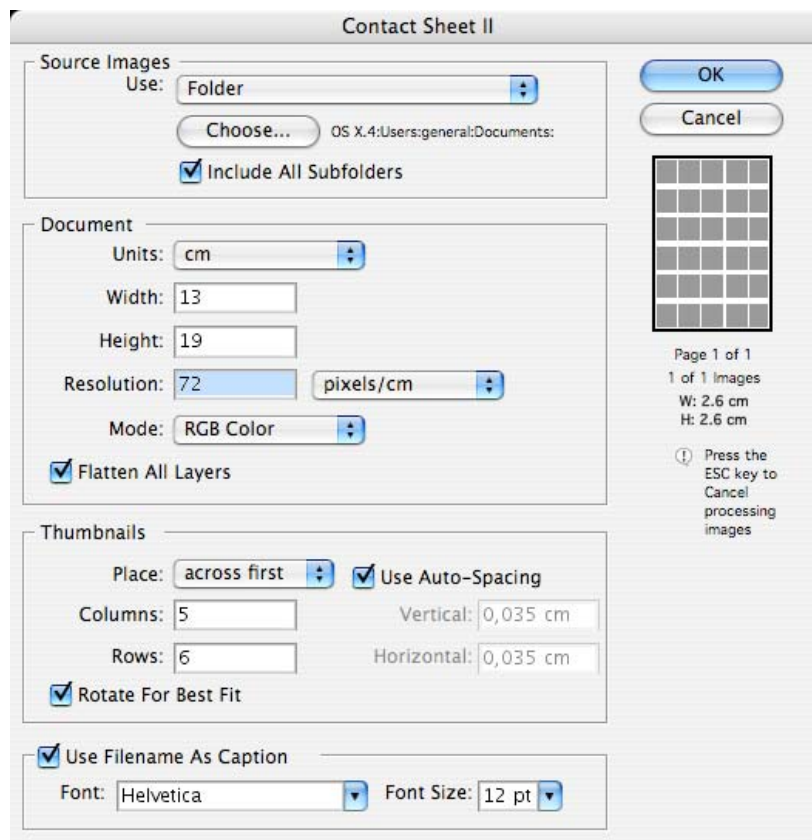 Contact Sheet II
Source Images
Use: Folder
Choose... OS X.4:Users:general:Documents:
Include All Subfolders
Document
Units: cm
Width: 13
Height: 19
Resolution: 72 pixels/cm
Mode: RGB Color
Flatten All Layers
Thumbnails
Place: across first Use Auto-Spacing
Columns: 5 Vertical: 0,035 cm
Rows: 6 Horizontal: 0,035 cm
Rotate For Best Fit
Use Filename As Caption
Font: Helvetica Font Size: 12 pt
OK
Cancel
Page 1 of 1
1 of 1 Images
W: 2.6 cm
H: 2.6 cm
Press the
ESC key to
Cancel
processing
images